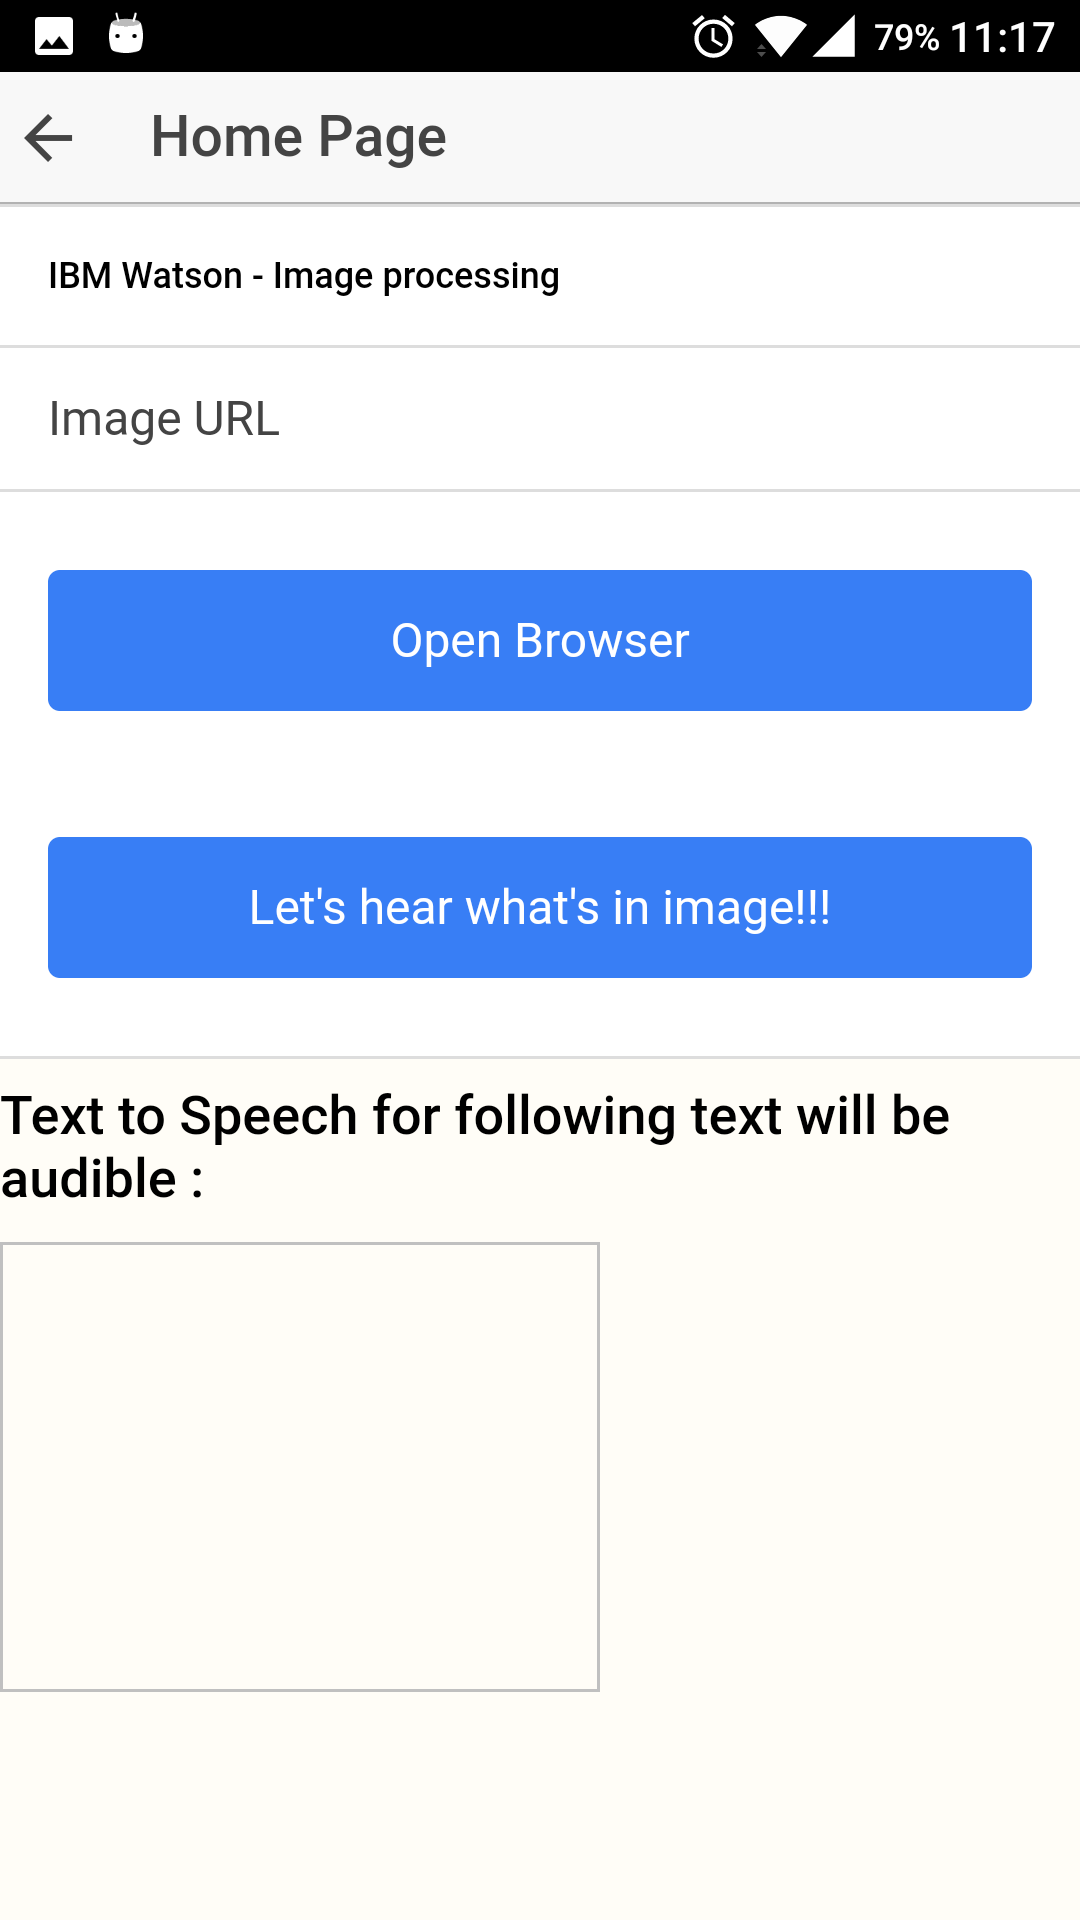 79% 11:17
Home Page
IBM Watson - Image processing
Image URL
Open Browser
Let's hear what's in image!!!
Text to Speech for following text will be
audible :